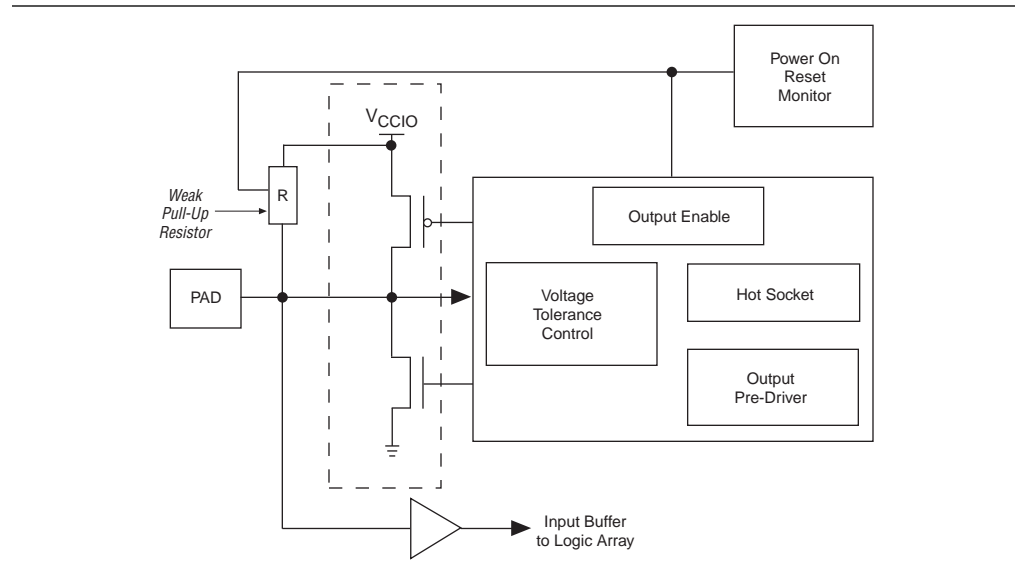 Power On
Reset
Monitor
VCCIO
R
Weak
Pull-Up
Resistor
Output Enable
PAD
Voltage
Tolerance
Control
Hot Socket
Output
Pre-Driver
Input Buffer
to Logic Array